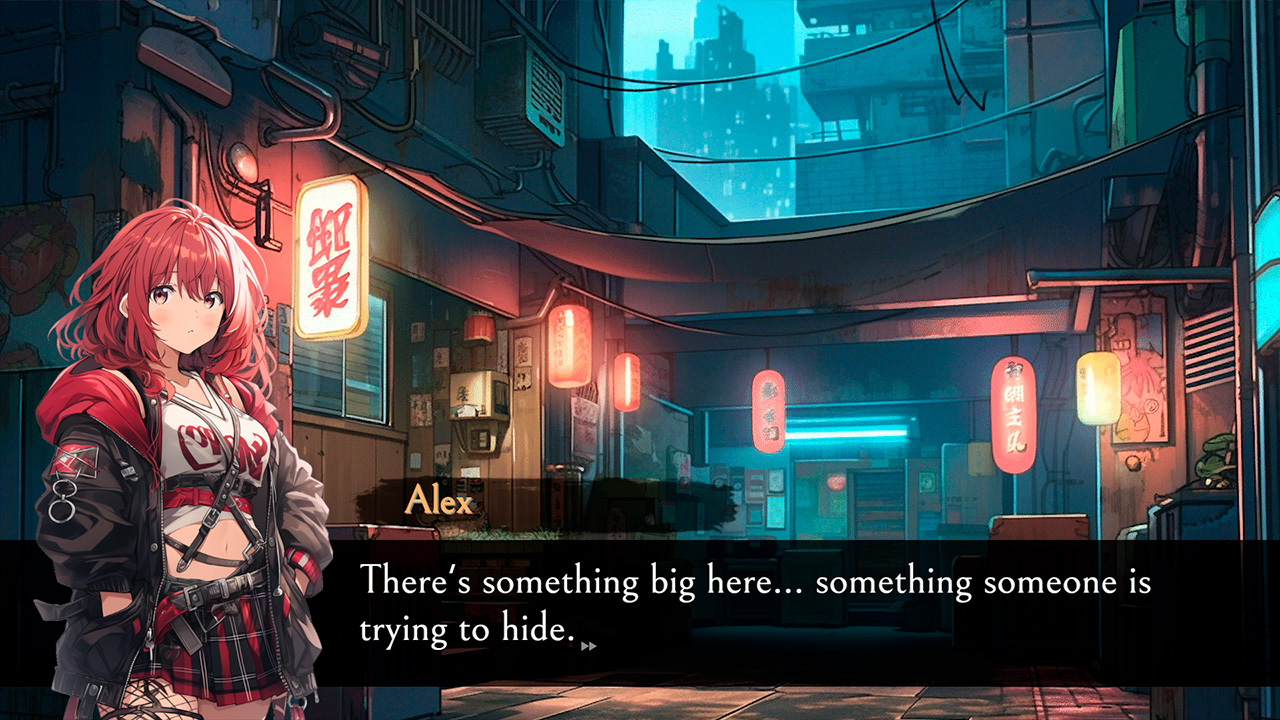 Alex
There's something big here... something someone is
trying to hide.